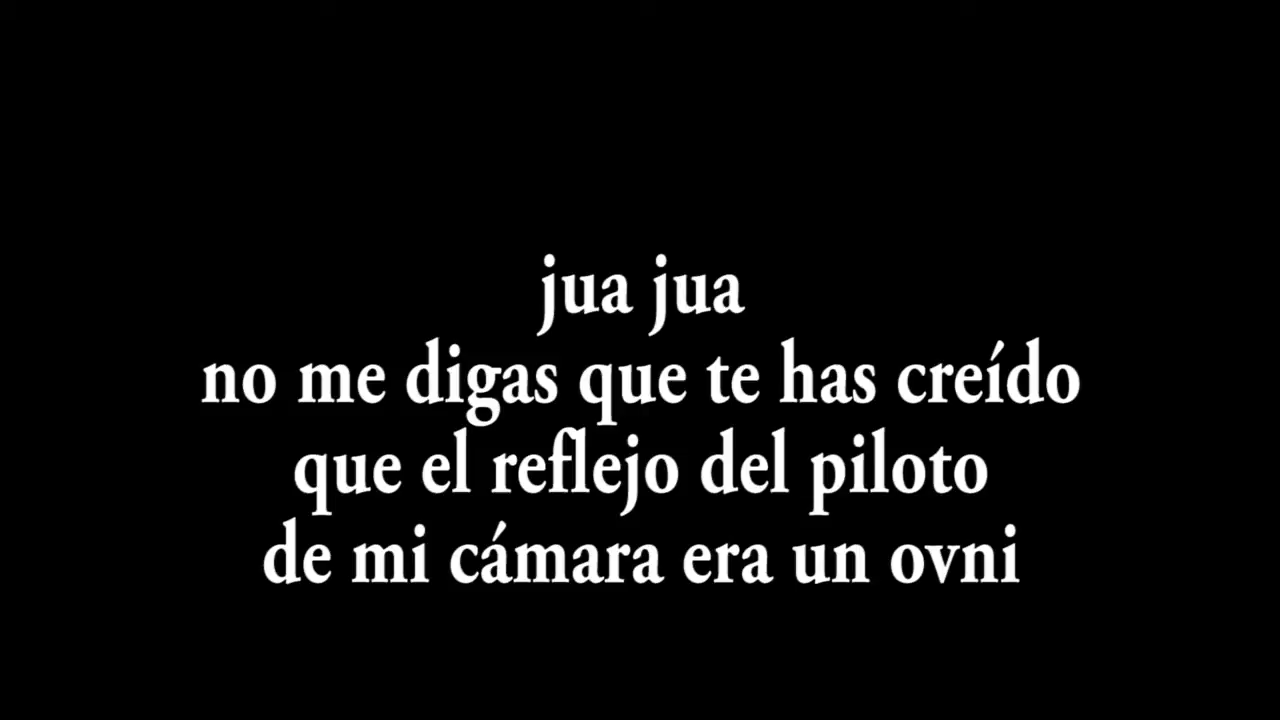 jua jua
no me digas que te has creído
que el reflejo del piloto
de mi cámara era un ovni